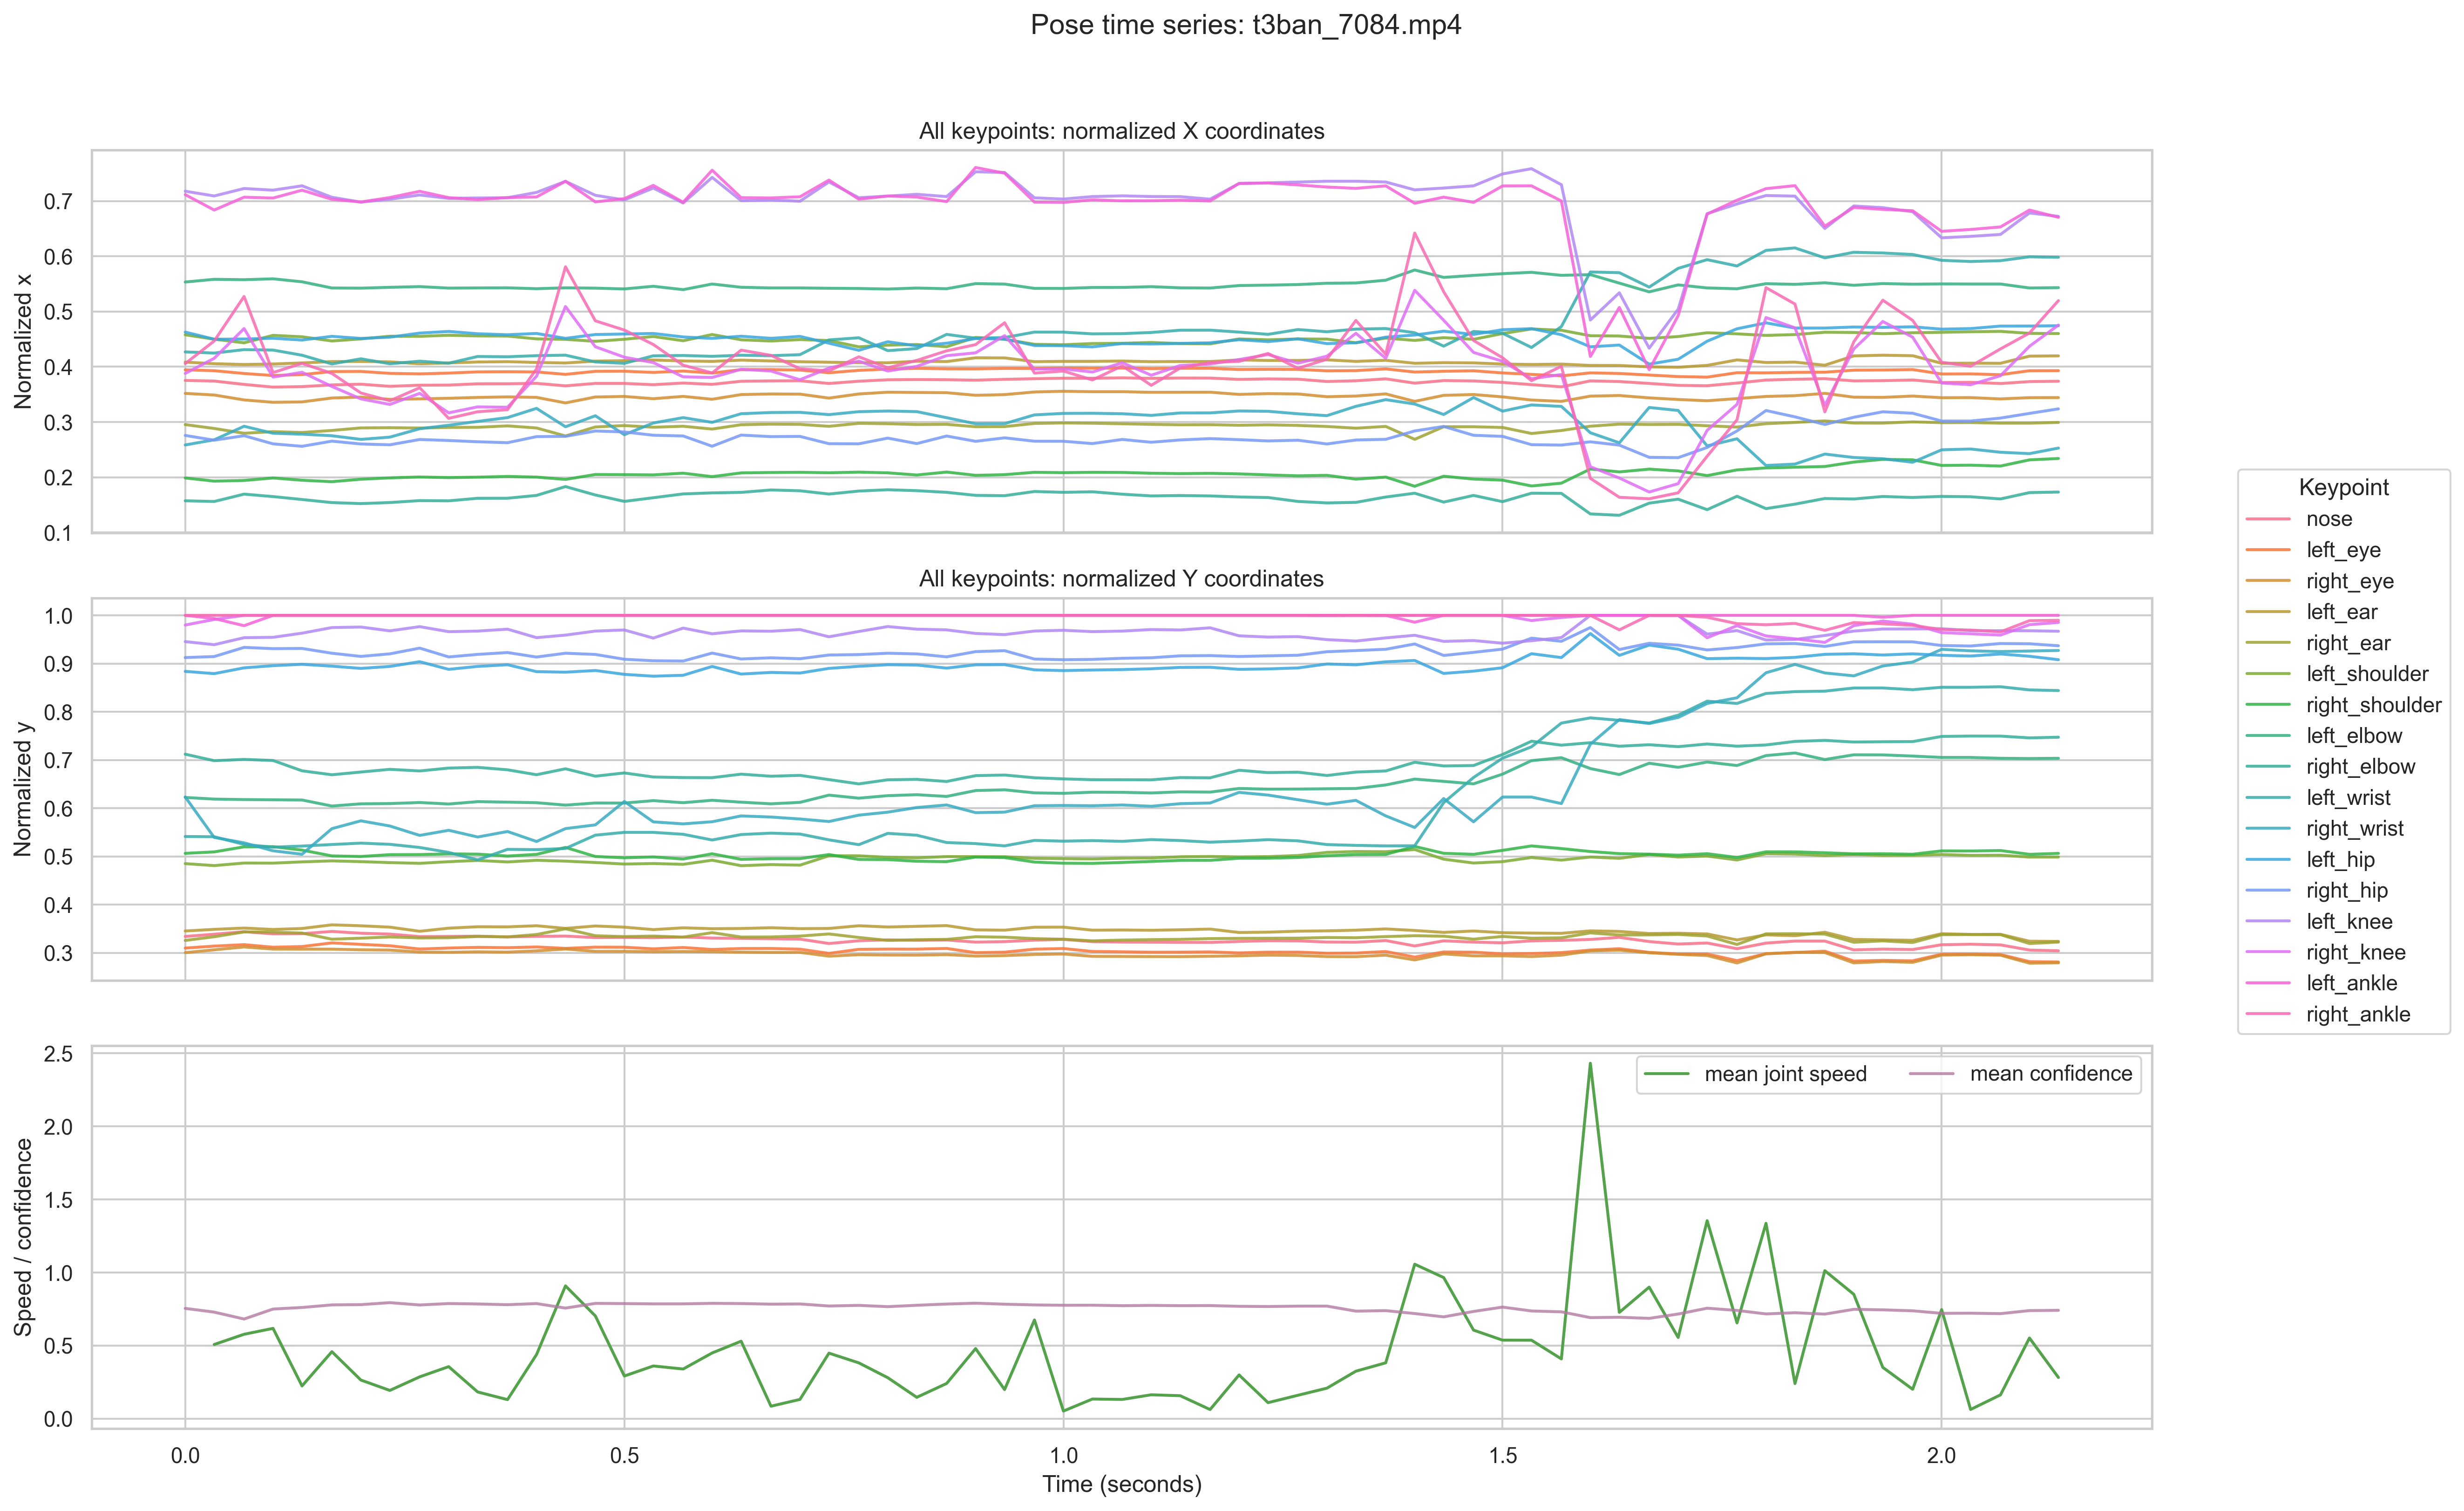 Pose time series: t3ban_7084.mp4
All keypoints: normalized X coordinates
Normalized x
0.7
0.6
0.5
0.4
0.3
0.2
0.1
All keypoints: normalized Y coordinates
Normalized y
1.0
0.9
0.8
0.7
0.6
0.5
0.4
0.3
Speed / confidence
2.5
2.0
1.5
1.0
0.5
0.0
mean joint speed mean confidence
0.0 0.5 1.0 1.5 2.0
Time (seconds)
Keypoint
nose
left_eye
right_eye
left_ear
right_ear
left_shoulder
right_shoulder
left_elbow
right_elbow
left_wrist
right_wrist
left_hip
right_hip
left_knee
right_knee
left_ankle
right_ankle